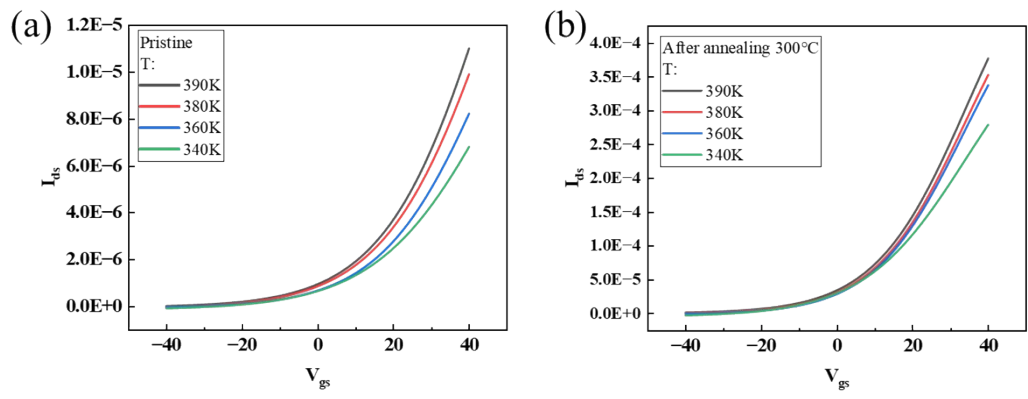 (a)
1.2E−5
1.0E−5
8.0E−6
6.0E−6
4.0E−6
2.0E−6
0.0E+0
Ids
Pristine
T:
390K
380K
360K
340K
−40
−20
0
20
40
Vgs
(b)
4.0E−4
3.5E−4
3.0E−4
2.5E−4
2.0E−4
1.5E−4
1.0E−4
5.0E−5
0.0E+0
Ids
After annealing 300°C
T:
390K
380K
360K
340K
−40
−20
0
20
40
Vgs